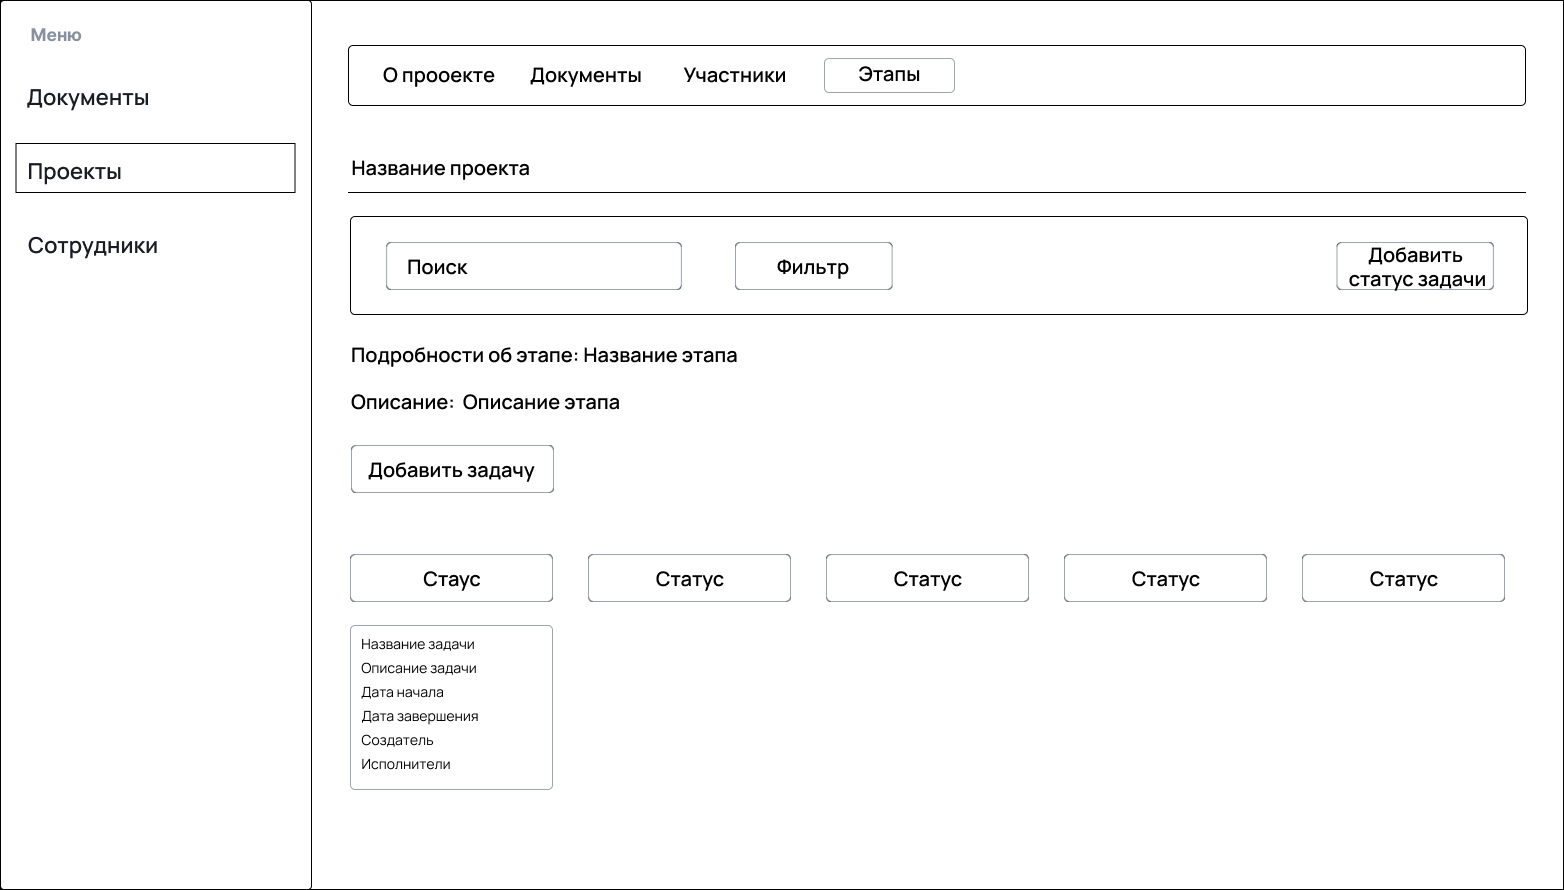 Меню
Документы
Проекты
Сотрудники
О прооекте Документы Участники Этапы
Название проекта
Поиск Фильтр Добавить
статус задачи
Подробности об этапе: Название этапа
Описание: Описание этапа
Добавить задачу
Стаус Статус Статус Статус Статус
Название задачи
Описание задачи
Дата начала
Дата завершения
Создатель
Исполнители